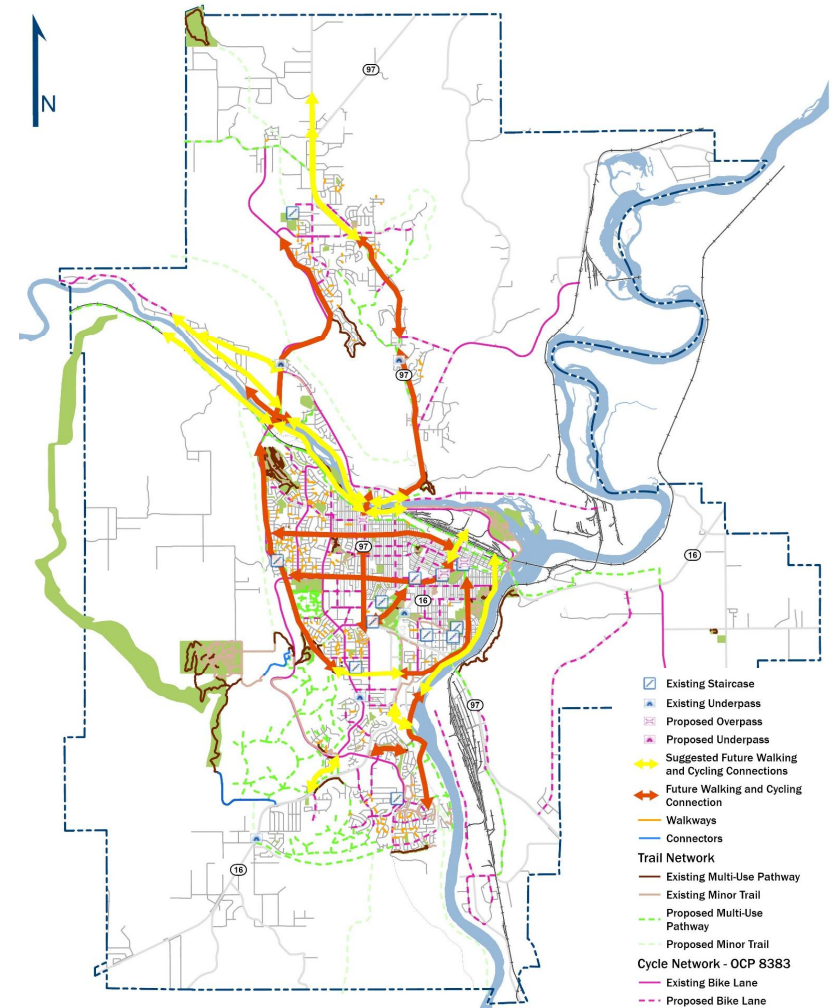 97
N
97
97
16
16
97
16
Existing Staircase
Existing Underpass
Proposed Overpass
Proposed Underpass
Suggested Future Walking
and Cycling Connections
Future Walking and Cycling
Connection
Walkways
Connectors
Trail Network
Existing Multi-Use Pathway
Existing Minor Trail
Proposed Multi-Use
Pathway
Proposed Minor Trail
Cycle Network - OCP 8383
Existing Bike Lane
Proposed Bike Lane